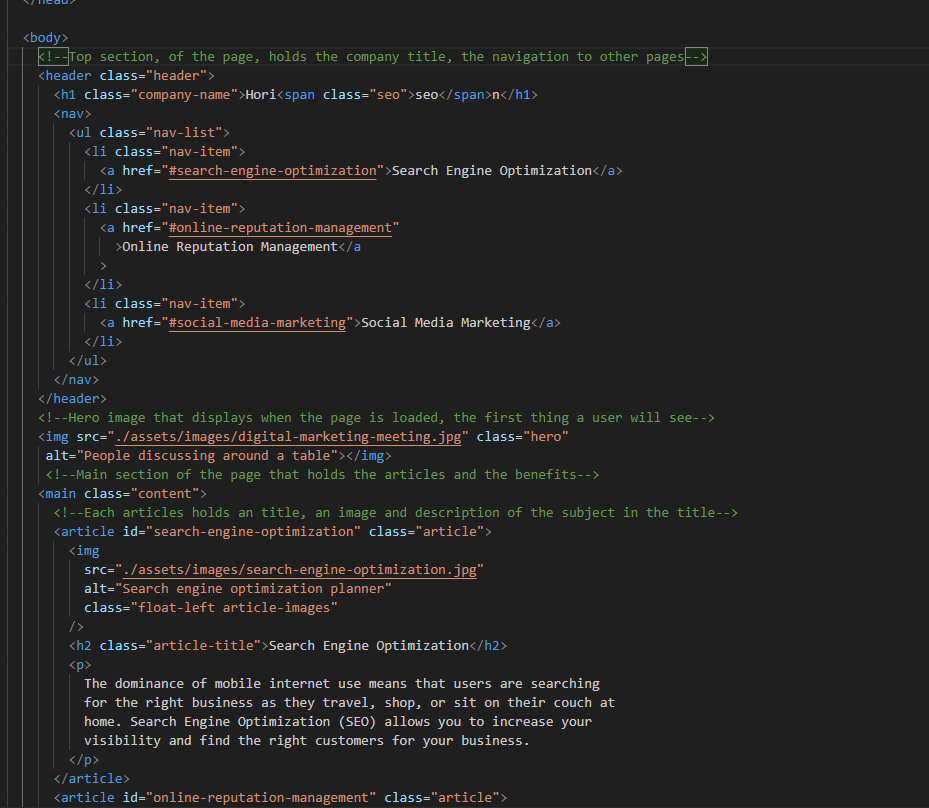 </head>
<body>
<!--Top section, of the page, holds the company title, the navigation to other pages-->
<header class="header">
<h1 class="company-name">Hori<span class="seo">seo</span>n</h1>
<nav>
<ul class="nav-list">
<li class="nav-item">
<a href="#search-engine-optimization">Search Engine Optimization</a>
</li>
<li class="nav-item">
<a href="#online-reputation-management"
>Online Reputation Management</a
>
</li>
<li class="nav-item">
<a href="#social-media-marketing">Social Media Marketing</a>
</li>
</ul>
</nav>
</header>
<!--Hero image that displays when the page is loaded, the first thing a user will see-->
<img src="./assets/images/digital-marketing-meeting.jpg" class="hero"
alt="People discussing around a table"></img>
<!--Main section of the page that holds the articles and the benefits-->
<main class="content">
<!--Each articles holds an title, an image and description of the subject in the title-->
<article id="search-engine-optimization" class="article">
<img
src="./assets/images/search-engine-optimization.jpg"
alt="Search engine optimization planner"
class="float-left article-images"
/>
<h2 class="article-title">Search Engine Optimization</h2>
<p>
The dominance of mobile internet use means that users are searching
for the right business as they travel, shop, or sit on their couch at
home. Search Engine Optimization (SEO) allows you to increase your
visibility and find the right customers for your business.
</p>
</article>
<article id="online-reputation-management" class="article">